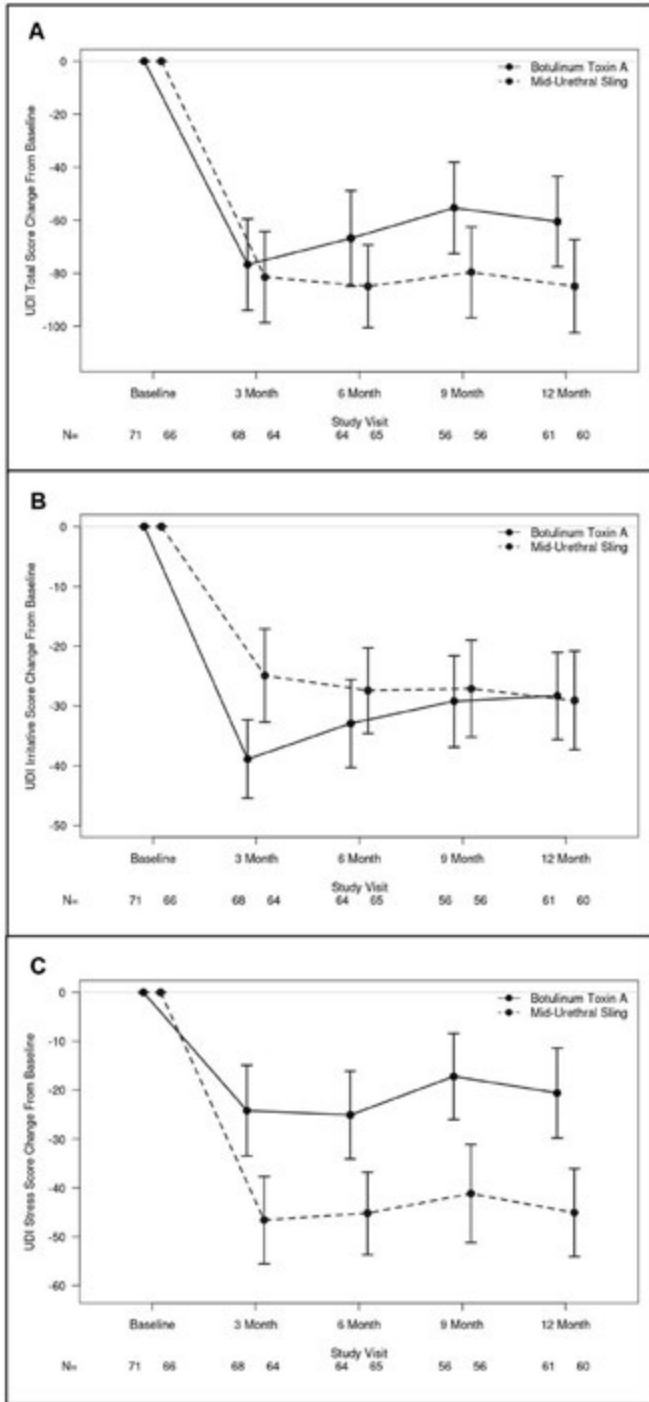 A
Botulinum Toxin A
Mid-Urethral Sling
UDI Total Score Change From Baseline
0
-20
-40
-60
-80
-100
Baseline 3 Month 6 Month 9 Month 12 Month
Study Visit
N= 71 66 68 64 64 65 56 56 61 60
B
Botulinum Toxin A
Mid-Urethral Sling
UDI Irritative Score Change From Baseline
0
-10
-20
-30
-40
-50
Baseline 3 Month 6 Month 9 Month 12 Month
Study Visit
N= 71 66 68 64 64 65 56 56 61 60
C
Botulinum Toxin A
Mid-Urethral Sling
UDI Stress Score Change From Baseline
0
-10
-20
-30
-40
-50
-60
Baseline 3 Month 6 Month 9 Month 12 Month
Study Visit
N= 71 66 68 64 64 65 56 56 61 60